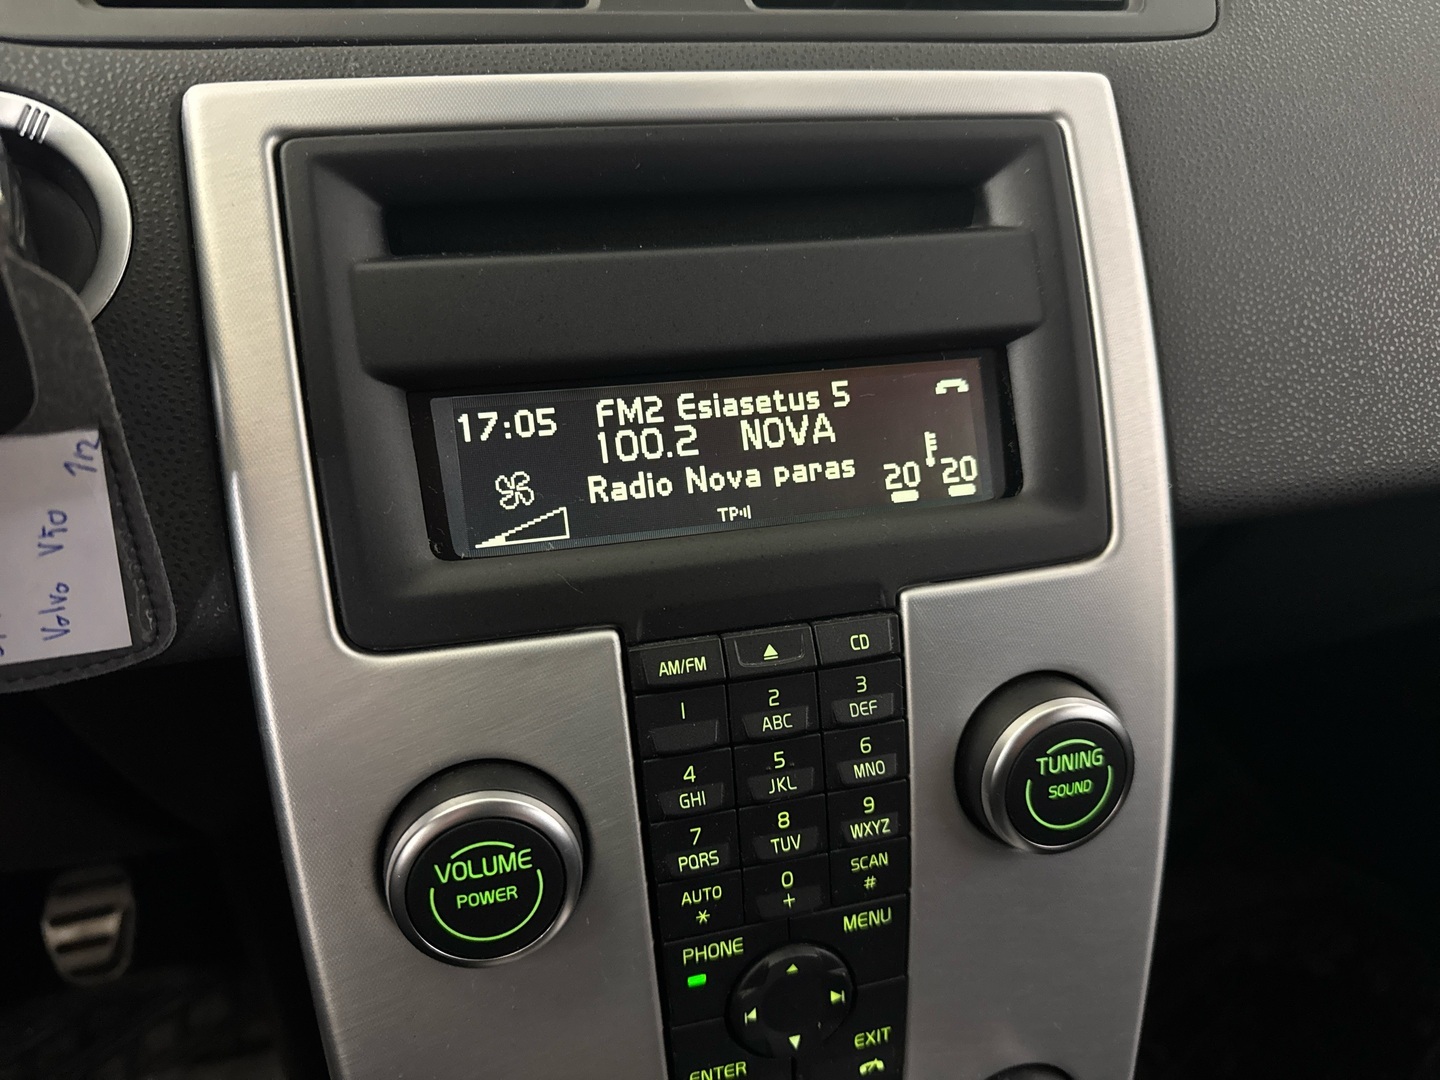 17:05
FM2 Esiasetus 5
100.2 NOVA
Radio Nova paras
20 20
TP
Volvo V50
AM/FM
CD
1
2
ABC
3
DEF
4
GHI
5
JKL
6
MNO
7
PQRS
8
TUV
9
WXYZ
AUTO
*
0
+
SCAN
#
PHONE
MENU
ENTER
EXIT
VOLUME
POWER
TUNING
SOUND